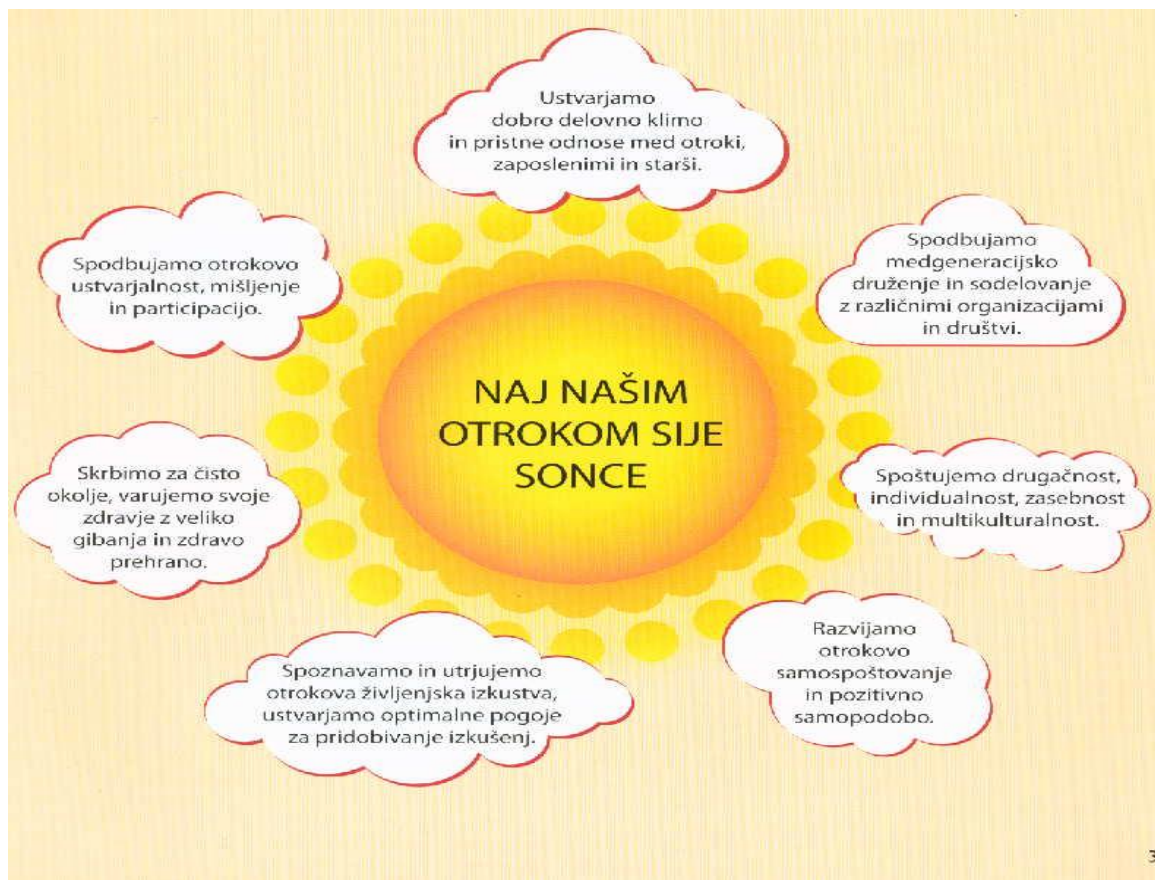 Ustvarjamo
dobro delovno klimo
in pristne odnose med otroki,
zaposlenimi in starši.
Spodbujamo otrokovo
ustvarjalnost, mišljenje
in participacijo.
Spodbujamo
medgeneracijsko
druženje in sodelovanje
z različnimi organizacijami
in društvi.
NAJ NAŠIM
OTROKOM SIJE
SONCE
Skrbimo za čisto
okolje, varujemo svoje
zdravje z veliko
gibanja in zdravo
prehrano.
Spoštujemo drugačnost,
individualnost, zasebnost
in multikulturalnost.
Spoznavamo in utrjujemo
otrokova življenjska izkustva,
ustvarjamo optimalne pogoje
za pridobivanje izkušenj.
Razvijamo
otrokovo
samospoštovanje
in pozitivno
samopodobo.
3